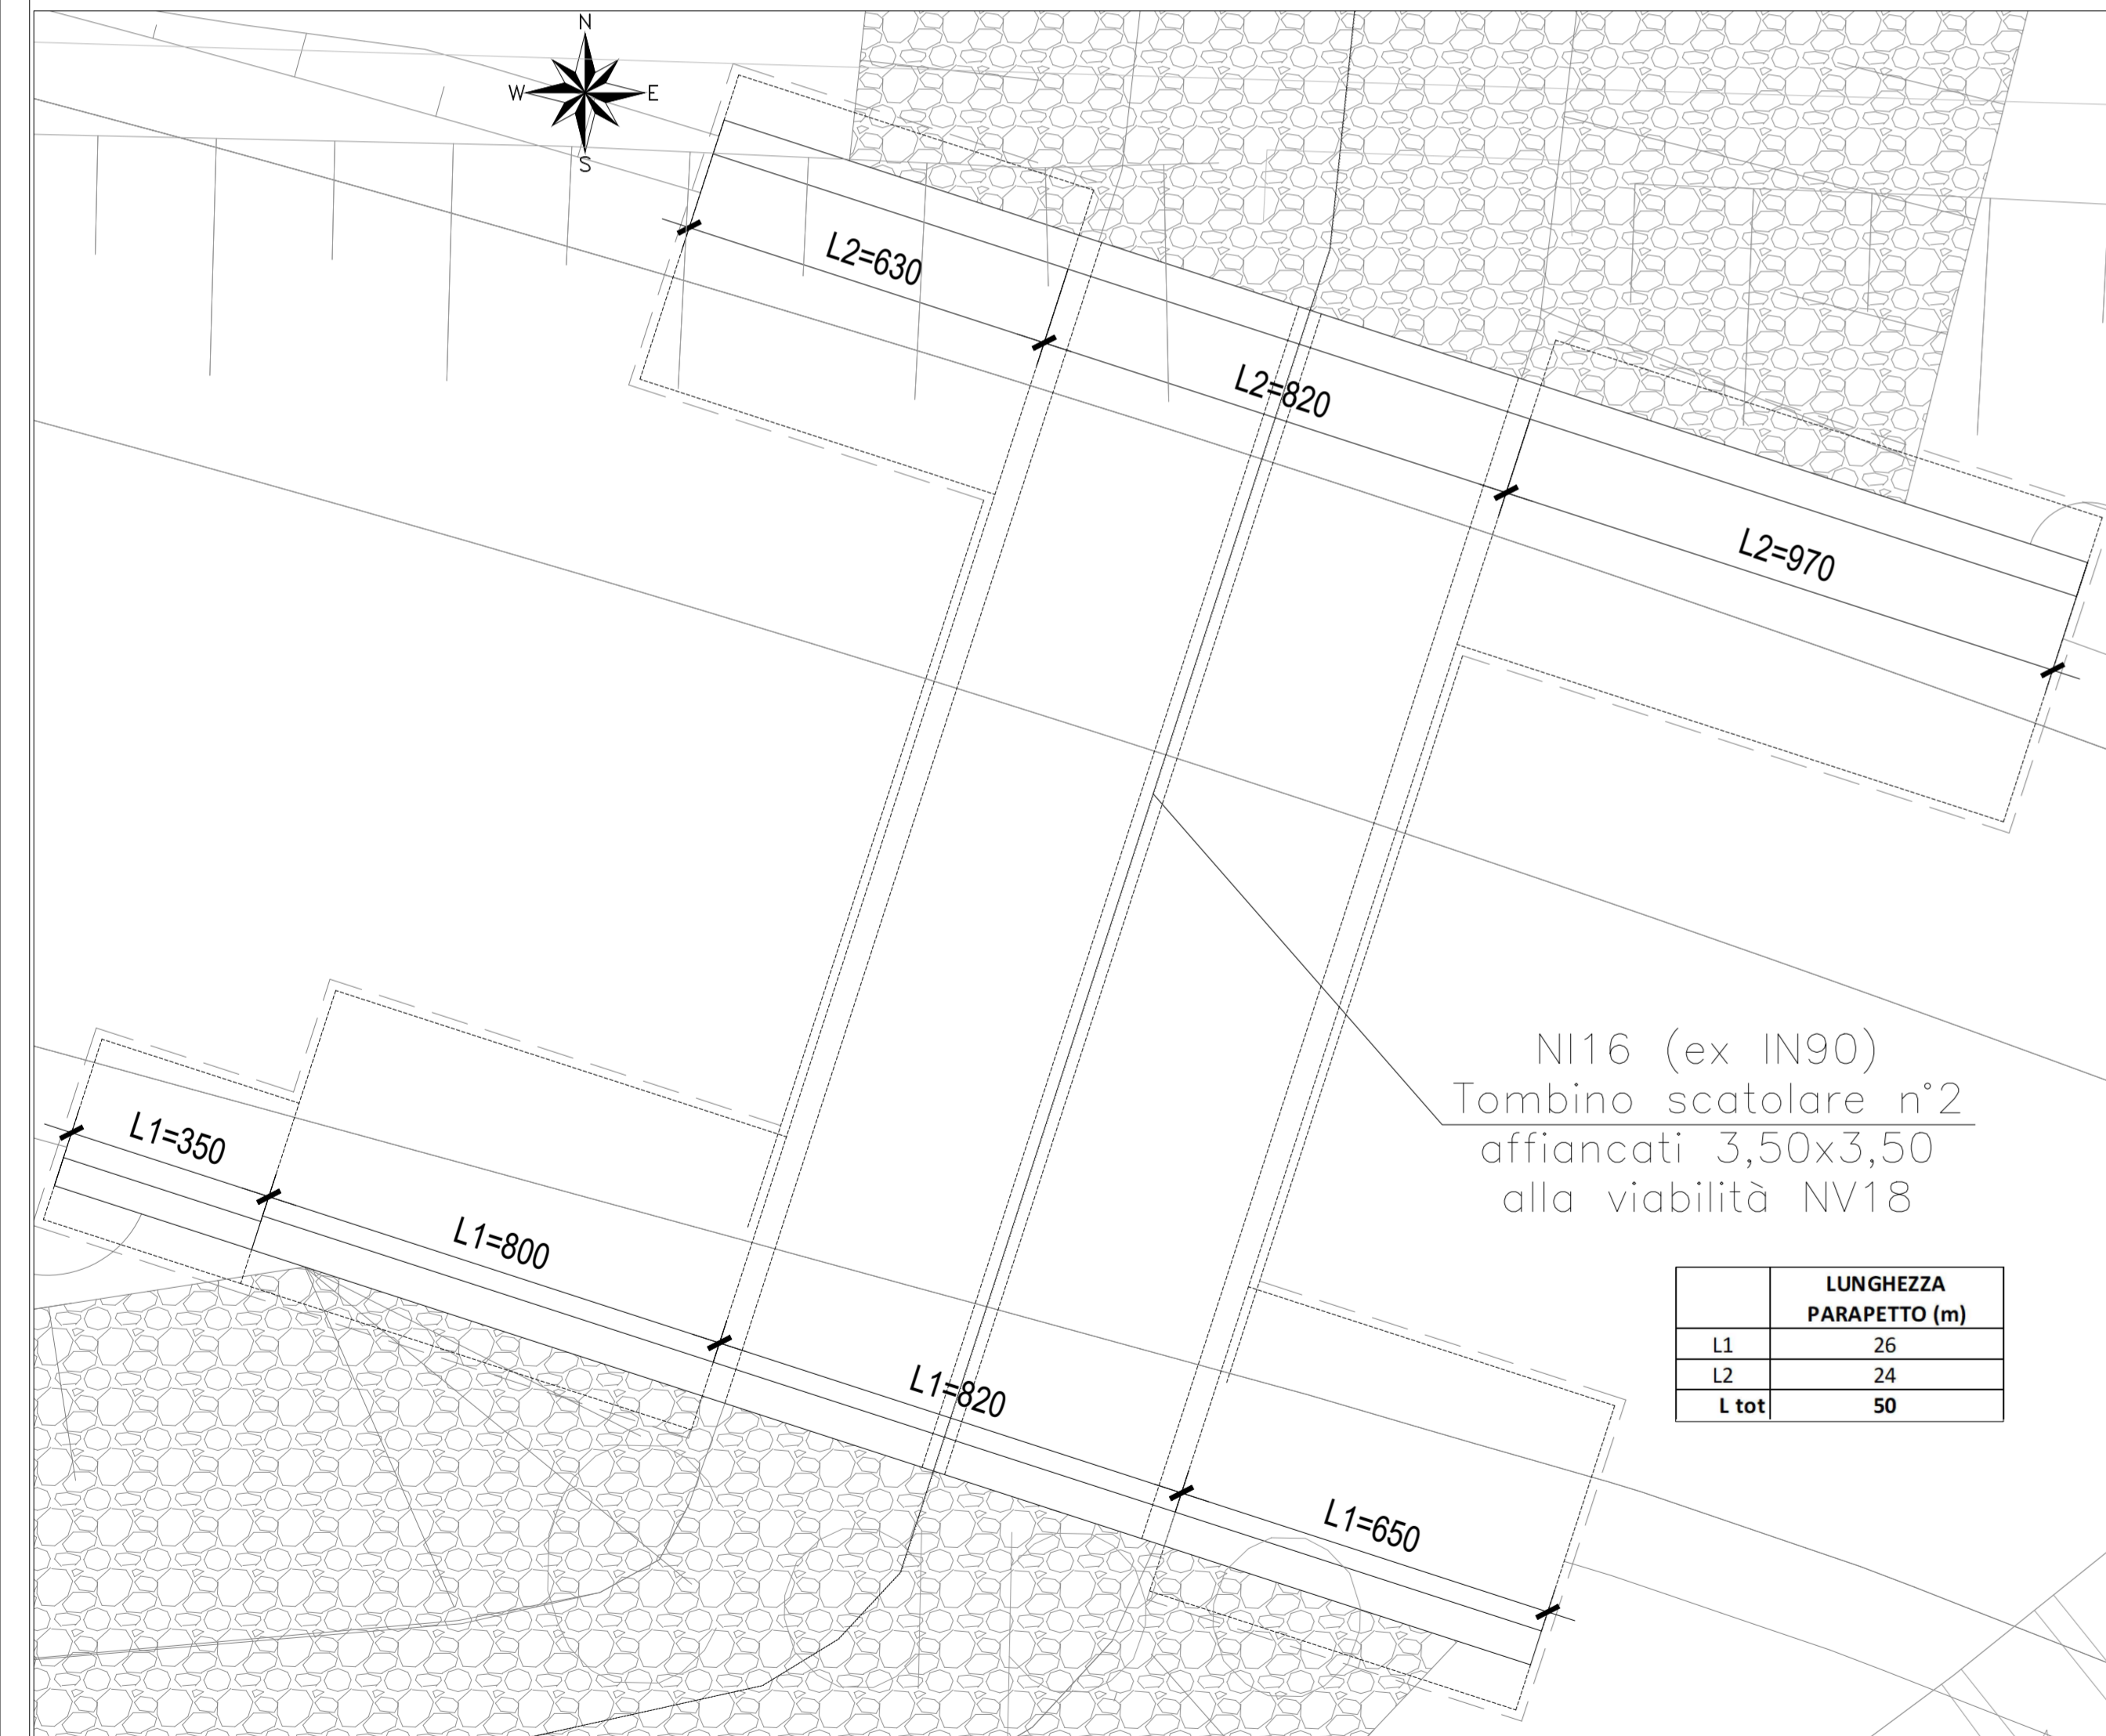 N
W E
S
L2=630
L2=820
L2=970
L1=350
L1=800
L1=820
L1=650
NI16 (ex IN90)
Tombino scatolare n°2
affiancati 3,50x3,50
alla viabilità NV18
LUNGHEZZA
PARAPETTO (m)
L1 26
L2 24
L tot 50